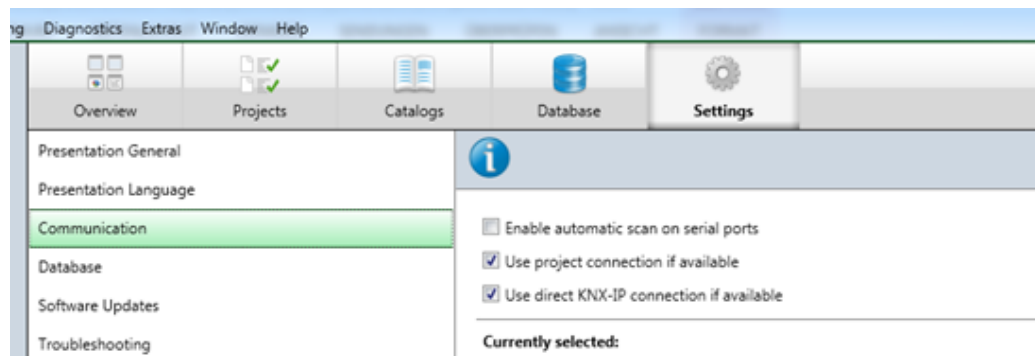 ng Diagnostics Extras Window Help
Overview Projects Catalogs Database Settings
Presentation General
Presentation Language
Communication
Database
Software Updates
Troubleshooting
i
Enable automatic scan on serial ports
Use project connection if available
Use direct KNX-IP connection if available
Currently selected: